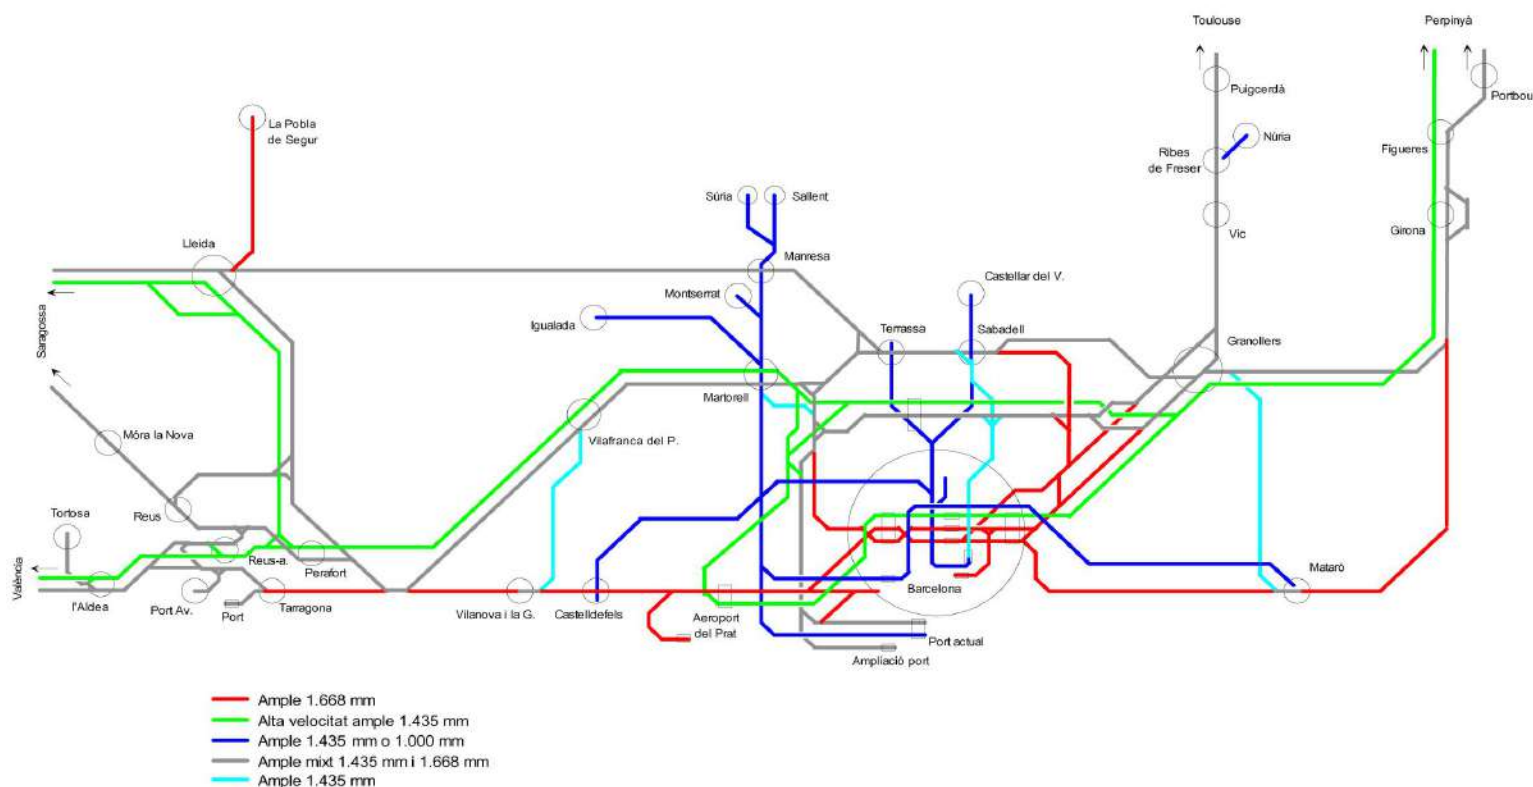 Toulouse
Perpinyà
Puigcerdà
Portbou
La Pobla
de Segur
Núria
Ribes
de Freser
Figueres
Súria
Sallent
Vic
Girona
Lleida
Manresa
Castellar del V.
Montserrat
Igualada
Terrassa
Sabadell
Granollers
Saragossa
Martorell
Móra la Nova
Vilafranca del P.
Tortosa
Reus
Reus-a.
Perafort
València
l'Aldea
Port Av.
Port
Tarragona
Vilanova i la G.
Castelldefels
Barcelona
Mataró
Aeroport
del Prat
Port actual
Ampliació port
Ample 1.668 mm
Alta velocitat ample 1.435 mm
Ample 1.435 mm o 1.000 mm
Ample mixt 1.435 mm i 1.668 mm
Ample 1.435 mm